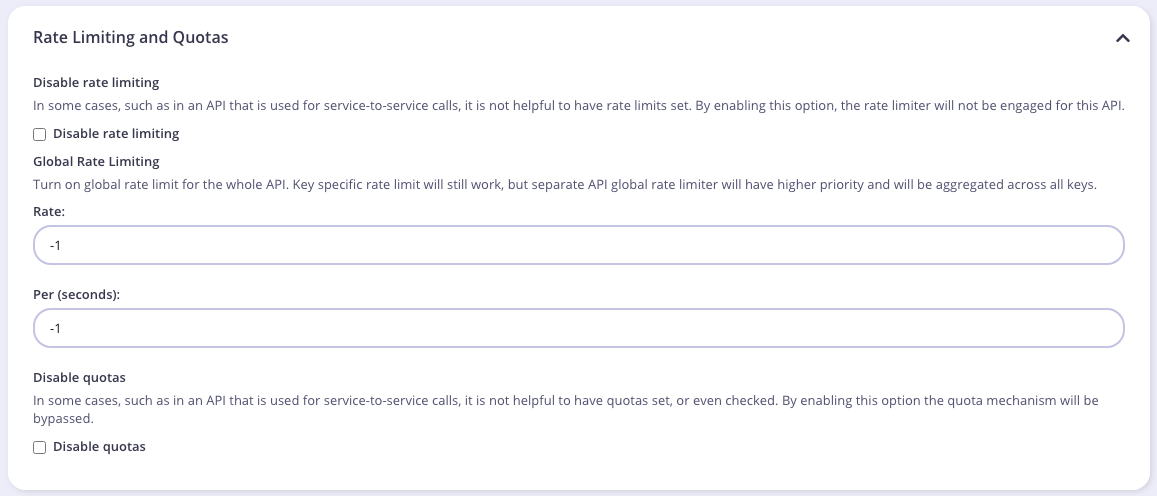 Rate Limiting and Quotas
Disable rate limiting
In some cases, such as in an API that is used for service-to-service calls, it is not helpful to have rate limits set. By enabling this option, the rate limiter will not be engaged for this API.
Disable rate limiting
Global Rate Limiting
Turn on global rate limit for the whole API. Key specific rate limit will still work, but separate API global rate limiter will have higher priority and will be aggregated across all keys.
Rate:
-1
Per (seconds):
-1
Disable quotas
In some cases, such as in an API that is used for service-to-service calls, it is not helpful to have quotas set, or even checked. By enabling this option the quota mechanism will be
bypassed.
Disable quotas